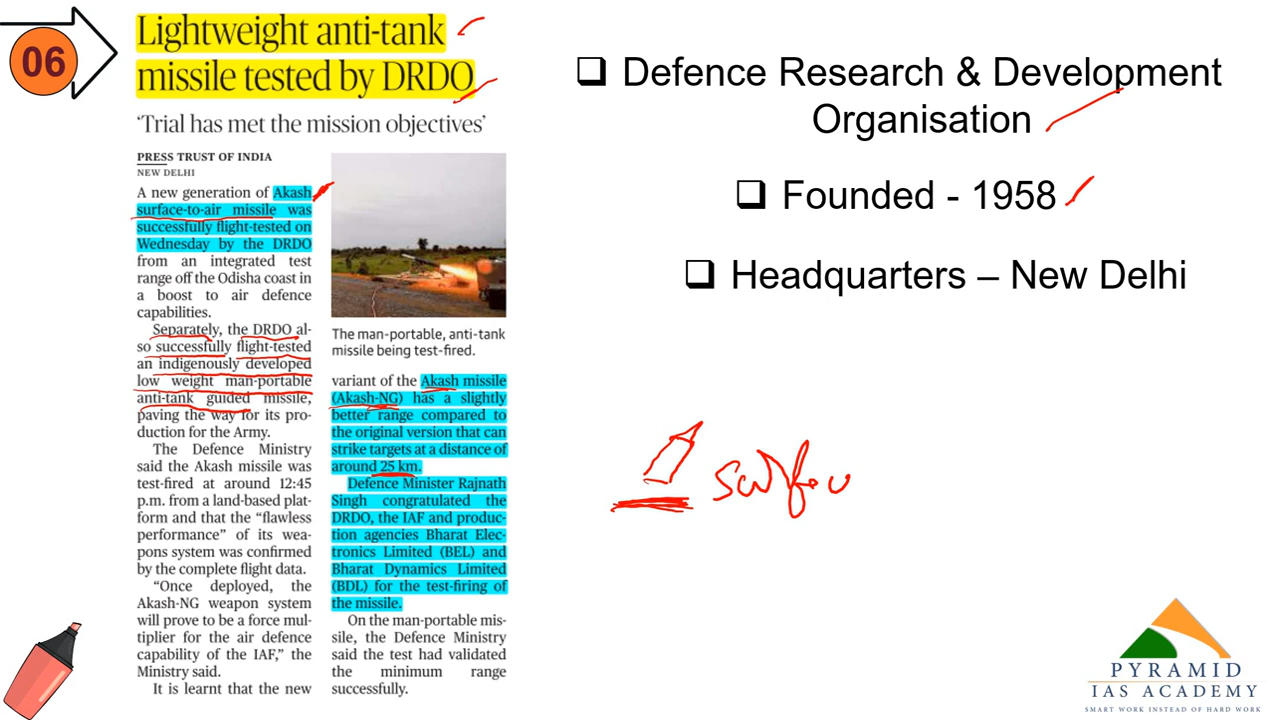 06
Lightweight anti-tank
missile tested by DRDO
‘Trial has met the mission objectives’
PRESS TRUST OF INDIA
NEW DELHI
A new generation of Akash
surface-to-air missile was
successfully flight-tested on
Wednesday by the DRDO
from an integrated test
range off the Odisha coast in
a boost to air defence
capabilities.
Separately, the DRDO al-
so successfully flight-tested
an indigenously developed
low weight man-portable
anti-tank guided missile,
paving the way for its pro-
duction for the Army.
The Defence Ministry
said the Akash missile was
test-fired at around 12:45
p.m. from a land-based plat-
form and that the “flawless
performance” of its wea-
pons system was confirmed
by the complete flight data.
“Once deployed, the
Akash-NG weapon system
will prove to be a force mul-
tiplier for the air defence
capability of the IAF,” the
Ministry said.
It is learnt that the new
The man-portable, anti-tank
missile being test-fired.
variant of the Akash missile
(Akash-NG) has a slightly
better range compared to
the original version that can
strike targets at a distance of
around 25 km.
Defence Minister Rajnath
Singh congratulated the
DRDO, the IAF and produc-
tion agencies Bharat Elec-
tronics Limited (BEL) and
Bharat Dynamics Limited
(BDL) for the test-firing of
the missile.
On the man-portable mis-
sile, the Defence Ministry
said the test had validated
the minimum range
successfully.
❑ Defence Research & Development
Organisation
❑ Founded - 1958
❑ Headquarters – New Delhi
PYRAMID
IAS ACADEMY
SMART WORK INSTEAD OF HARD WORK